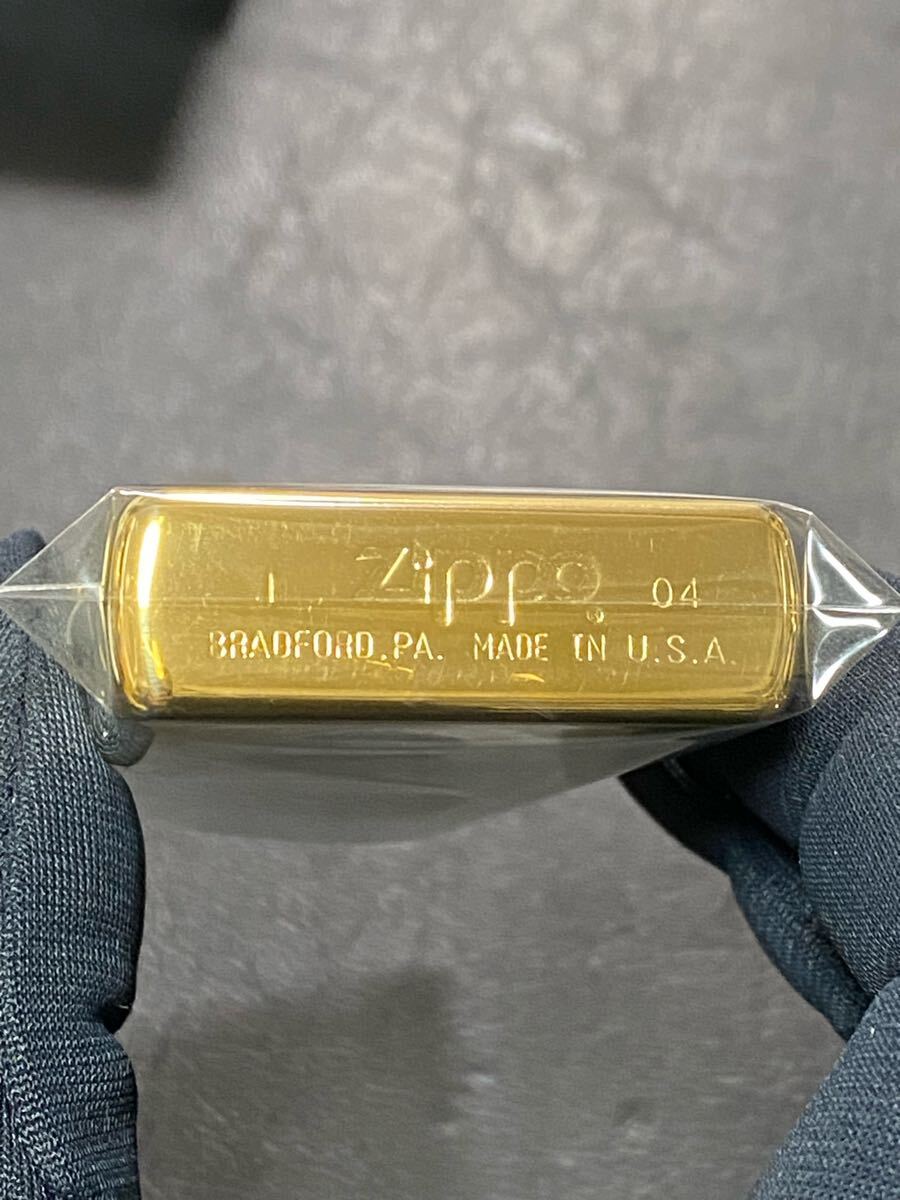 I Zippo® 04
BRADFORD,PA. MADE IN U.S.A.